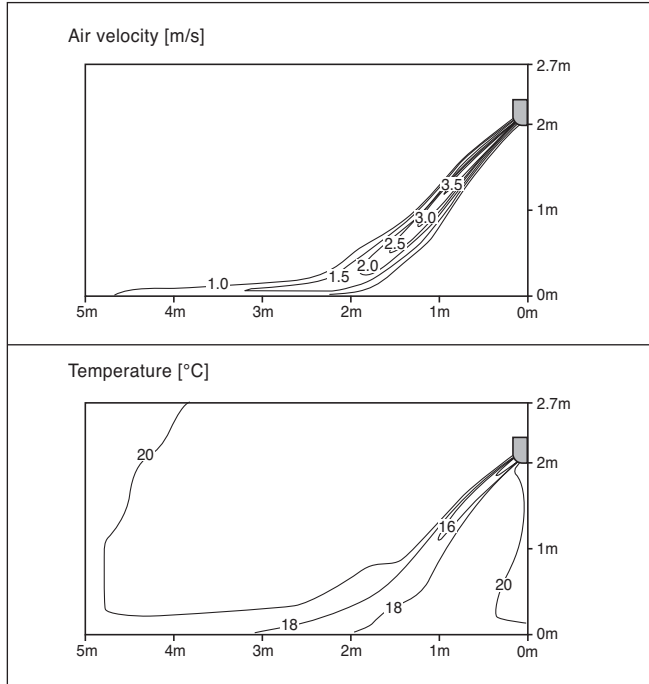 Air velocity [m/s]
2.7m
2m
3.5
1m
3.0
2.5
2.0
1.5
1.0
0m
5m 4m 3m 2m 1m 0m
Temperature [°C]
2.7m
20
2m
16
1m
20
18
18
0m
5m 4m 3m 2m 1m 0m